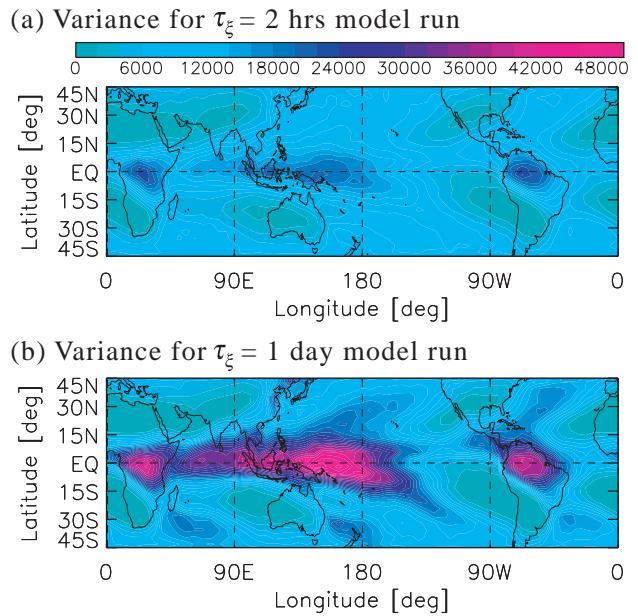 (a) Variance for τξ = 2 hrs model run
0 6000 12000 18000 24000 30000 36000 42000 48000
45N
30N
15N
EQ
15S
30S
45S
Latitude [deg]
0 90E 180 90W 0
Longitude [deg]
(b) Variance for τξ = 1 day model run
45N
30N
15N
EQ
15S
30S
45S
Latitude [deg]
0 90E 180 90W 0
Longitude [deg]